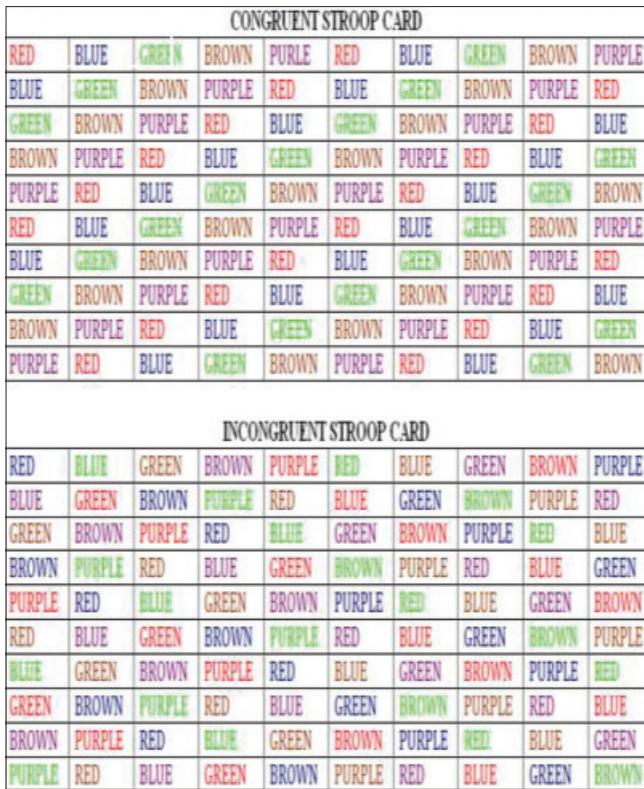 CONGRUENT STROOP CARD
RED BLUE GREEN BROWN PURLE RED BLUE GREEN BROWN PURPLE
BLUE GREEN BROWN PURPLE RED BLUE GREEN BROWN PURPLE RED
GREEN BROWN PURPLE RED BLUE GREEN BROWN PURPLE RED BLUE
BROWN PURPLE RED BLUE GREEN BROWN PURPLE RED BLUE GREEN
PURPLE RED BLUE GREEN BROWN PURPLE RED BLUE GREEN BROWN
RED BLUE GREEN BROWN PURPLE RED BLUE GREEN BROWN PURPLE
BLUE GREEN BROWN PURPLE RED BLUE GREEN BROWN PURPLE RED
GREEN BROWN PURPLE RED BLUE GREEN BROWN PURPLE RED BLUE
BROWN PURPLE RED BLUE GREEN BROWN PURPLE RED BLUE GREEN
PURPLE RED BLUE GREEN BROWN PURPLE RED BLUE GREEN BROWN
INCONGRUENT STROOP CARD
RED BLUE GREEN BROWN PURPLE RED BLUE GREEN BROWN PURPLE
BLUE GREEN BROWN PURPLE RED BLUE GREEN BROWN PURPLE RED
GREEN BROWN PURPLE RED BLUE GREEN BROWN PURPLE RED BLUE
BROWN PURPLE RED BLUE GREEN BROWN PURPLE RED BLUE GREEN
PURPLE RED BLUE GREEN BROWN PURPLE RED BLUE GREEN BROWN
RED BLUE GREEN BROWN PURPLE RED BLUE GREEN BROWN PURPLE
BLUE GREEN BROWN PURPLE RED BLUE GREEN BROWN PURPLE RED
GREEN BROWN PURPLE RED BLUE GREEN BROWN PURPLE RED BLUE
BROWN PURPLE RED BLUE GREEN BROWN PURPLE RED BLUE GREEN
PURPLE RED BLUE GREEN BROWN PURPLE RED BLUE GREEN BROWN